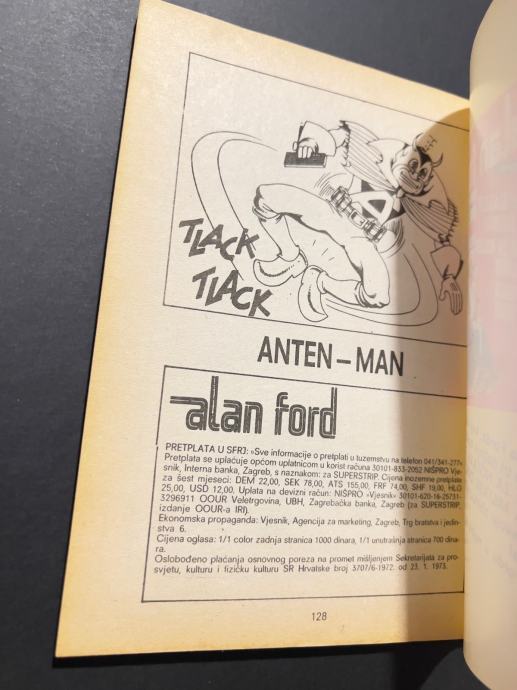 TLACK
TLACK
A
ANTEN – MAN
alan ford
PRETPLATA U SFRJ: »Sve informacije o pretplati u tuzemstvu na telefon 041/341-277«
Pretplata se uplaćuje općom uplatnicom u korist računa 30101-833-2052 NIŠPRO Vje-
snik, Interna banka, Zagreb, s naznakom: za SUPERSTRIP. Cijena inozemne pretplate
za šest mjeseci: DEM 22,00, SEK 78,00, ATS 155,00, FRF 74,00, SHF 19,00, HLG
25,00, USD 12,00, Uplata na devizni račun: NIŠPRO »Vjesnik« 30101-620-16-25731-
3296911 OOUR Veletrgovina, UBH, Zagrebačka banka, Zagreb (za SUPERSTRIP,
izdanje OOUR-a IRI).
Ekonomska propaganda: Vjesnik, Agencija za marketing, Zagreb, Trg bratstva i jedin-
stva 6.
Cijena oglasa: 1/1 color zadnja stranica 1000 dinara, 1/1 unutrašnja stranica 700 dina-
ra.
Oslobođeno plaćanja osnovnog poreza na promet mišljenjem Sekretarijata za pro-
svjetu, kulturu i fizičku kulturu SR Hrvatske broj 3707/6-1972. od 23. 1. 1973.
128